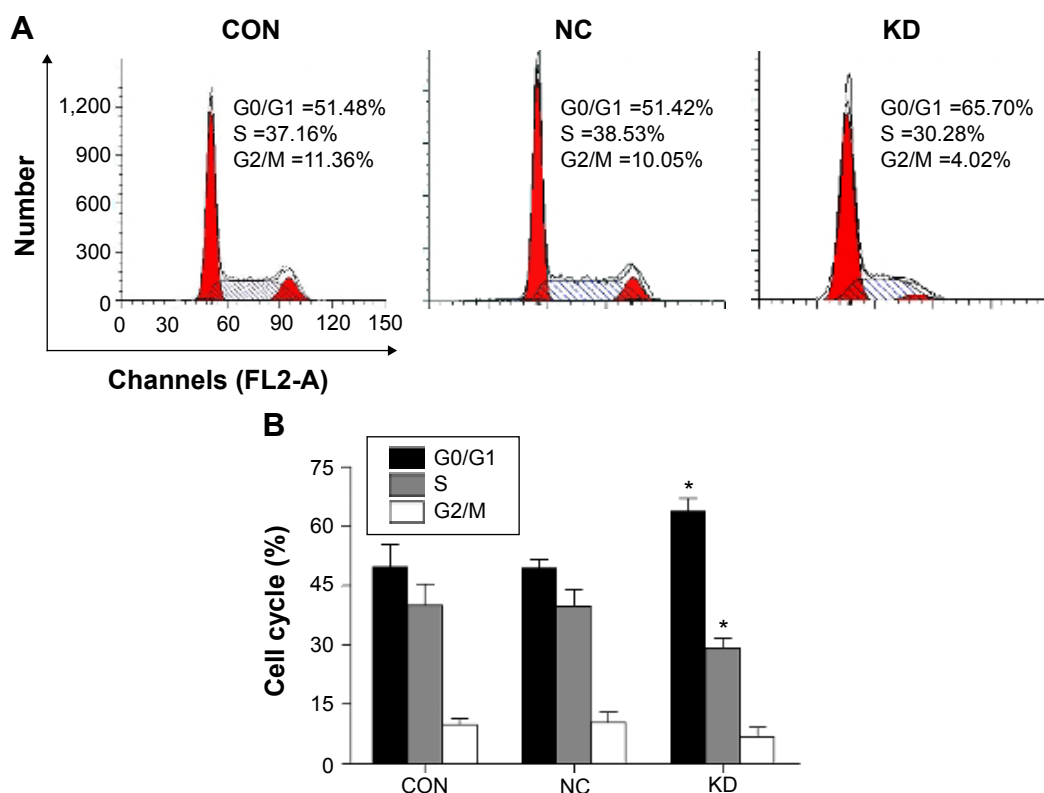 A
CON
NC
KD
G0/G1 =51.48%
S =37.16%
G2/M =11.36%
G0/G1 =51.42%
S =38.53%
G2/M =10.05%
G0/G1 =65.70%
S =30.28%
G2/M =4.02%
Number
1,200
900
600
300
0
0 30 60 90 120 150
Channels (FL2-A)
B
G0/G1
S
G2/M
Cell cycle (%)
75
60
45
30
15
0
*
*
CON NC KD